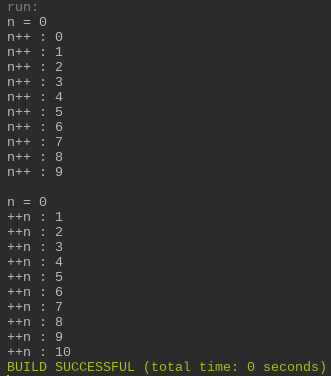 run:
n = 0
n++ : 0
n++ : 1
n++ : 2
n++ : 3
n++ : 4
n++ : 5
n++ : 6
n++ : 7
n++ : 8
n++ : 9

n = 0
++n : 1
++n : 2
++n : 3
++n : 4
++n : 5
++n : 6
++n : 7
++n : 8
++n : 9
++n : 10
BUILD SUCCESSFUL (total time: 0 seconds)